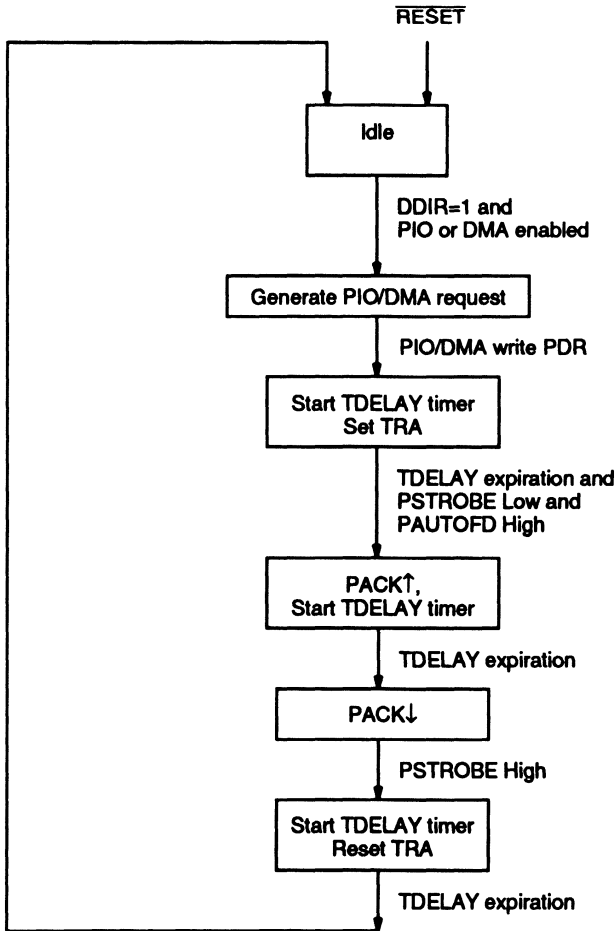 RESET
Idle
DDIR=1 and
PIO or DMA enabled
Generate PIO/DMA request
PIO/DMA write PDR
Start TDELAY timer
Set TRA
TDELAY expiration and
PSTROBE Low and
PAUTOFD High
PACK↑,
Start TDELAY timer
TDELAY expiration
PACK↓
PSTROBE High
Start TDELAY timer
Reset TRA
TDELAY expiration